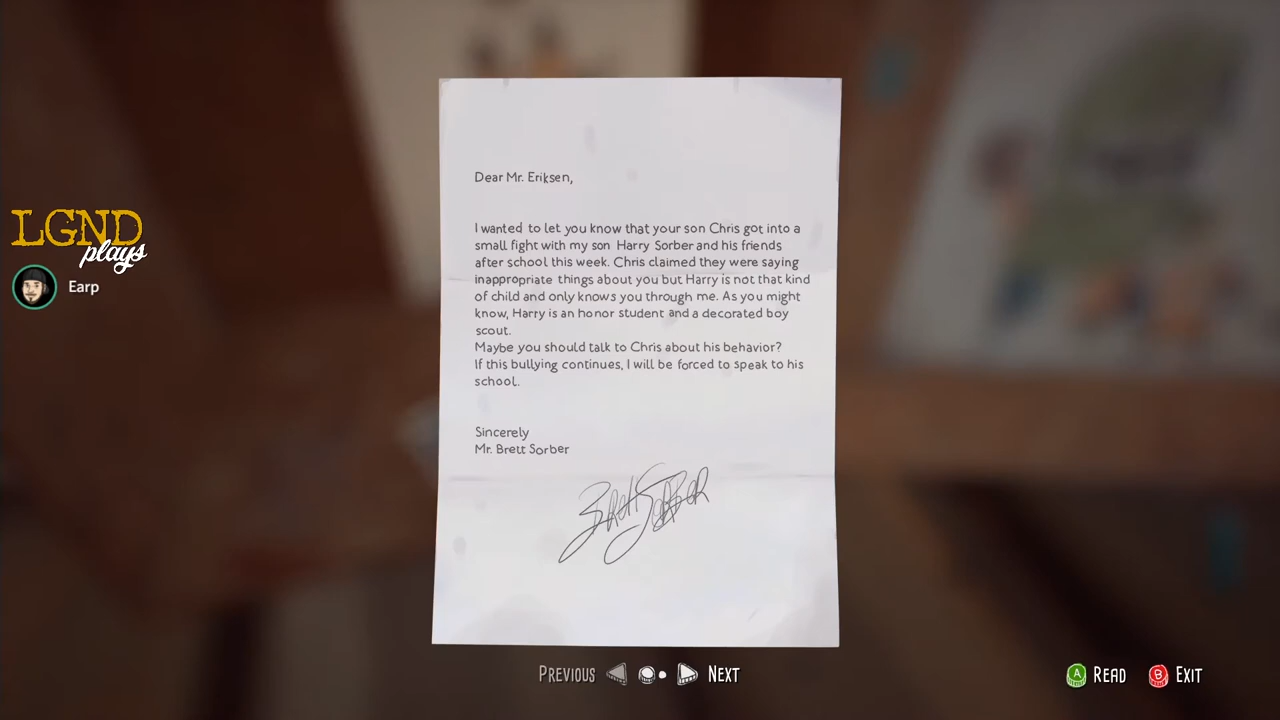 LGND
plays
Earp
Dear Mr. Eriksen,
I wanted to let you know that your son Chris got into a
small fight with my son Harry Sorber and his friends
after school this week. Chris claimed they were saying
inappropriate things about you but Harry is not that kind
of child and only knows you through me. As you might
know, Harry is an honor student and a decorated boy
scout.
Maybe you should talk to Chris about his behavior?
If this bullying continues, I will be forced to speak to his
school.
Sincerely
Mr. Brett Sorber
Brett Sorber
PREVIOUS NEXT
A READ B EXIT